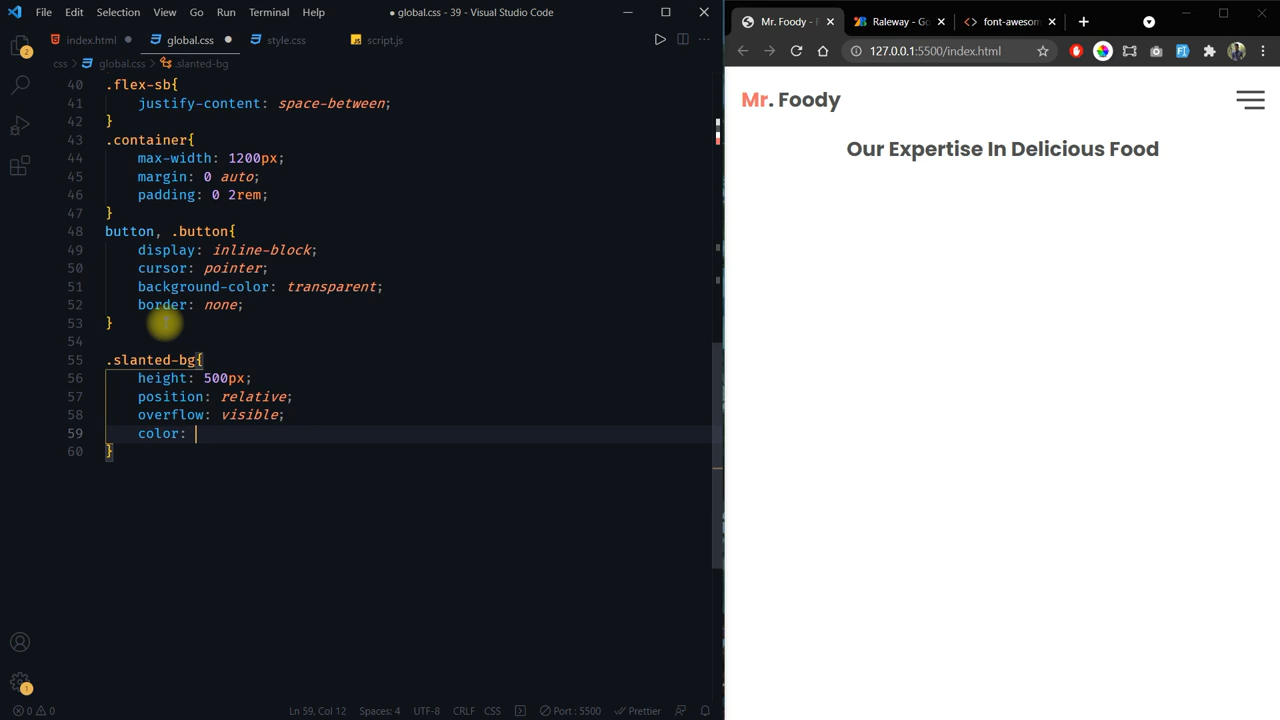 File Edit Selection View Go Run Terminal Help
● global.css - 39 - Visual Studio Code
index.html global.css style.css script.js
css > global.css > .slanted-bg
40 .flex-sb{
41 justify-content: space-between;
42 }
43 .container{
44 max-width: 1200px;
45 margin: 0 auto;
46 padding: 0 2rem;
47 }
48 button, .button{
49 display: inline-block;
50 cursor: pointer;
51 background-color: transparent;
52 border: none;
53 }
54
55 .slanted-bg{
56 height: 500px;
57 position: relative;
58 overflow: visible;
59 color:
60 }
2
1
0 0
Ln 59, Col 12 Spaces: 4 UTF-8 CRLF CSS Port : 5500 Prettier
Mr. Foody - F Raleway - Go font-awesom
127.0.0.1:5500/index.html
Mr. Foody
Our Expertise In Delicious Food